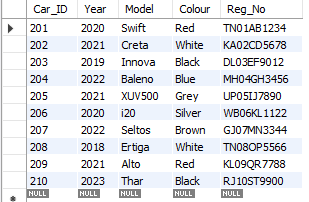 Car_ID Year Model Colour Reg_No
201 2020 Swift Red TN01AB1234
202 2021 Creta White KA02CD5678
203 2019 Innova Black DL03EF9012
204 2022 Baleno Blue MH04GH3456
205 2021 XUV500 Grey UP05IJ7890
206 2020 i20 Silver WB06KL1122
207 2022 Seltos Brown GJ07MN3344
208 2018 Ertiga White TN08OP5566
209 2021 Alto Red KL09QR7788
210 2023 Thar Black RJ10ST9900
NULL NULL NULL NULL NULL